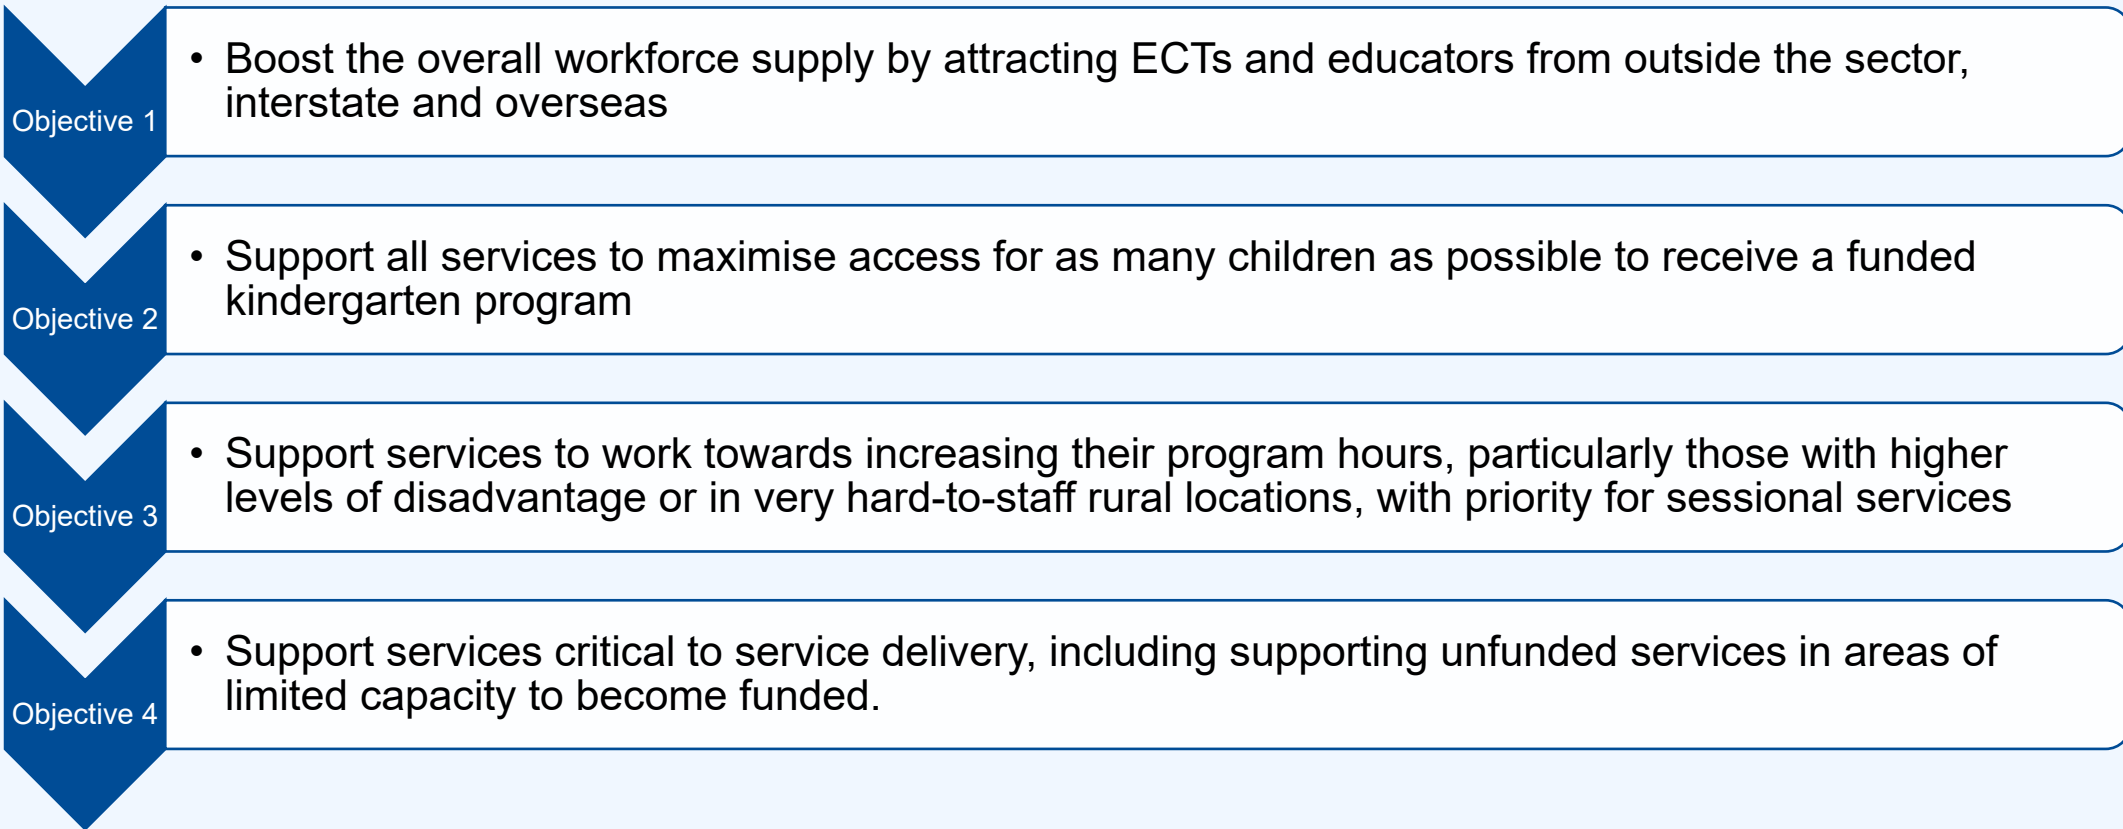 Objective 1
• Boost the overall workforce supply by attracting ECTs and educators from outside the sector,
interstate and overseas
Objective 2
• Support all services to maximise access for as many children as possible to receive a funded
kindergarten program
Objective 3
• Support services to work towards increasing their program hours, particularly those with higher
levels of disadvantage or in very hard-to-staff rural locations, with priority for sessional services
Objective 4
• Support services critical to service delivery, including supporting unfunded services in areas of
limited capacity to become funded.